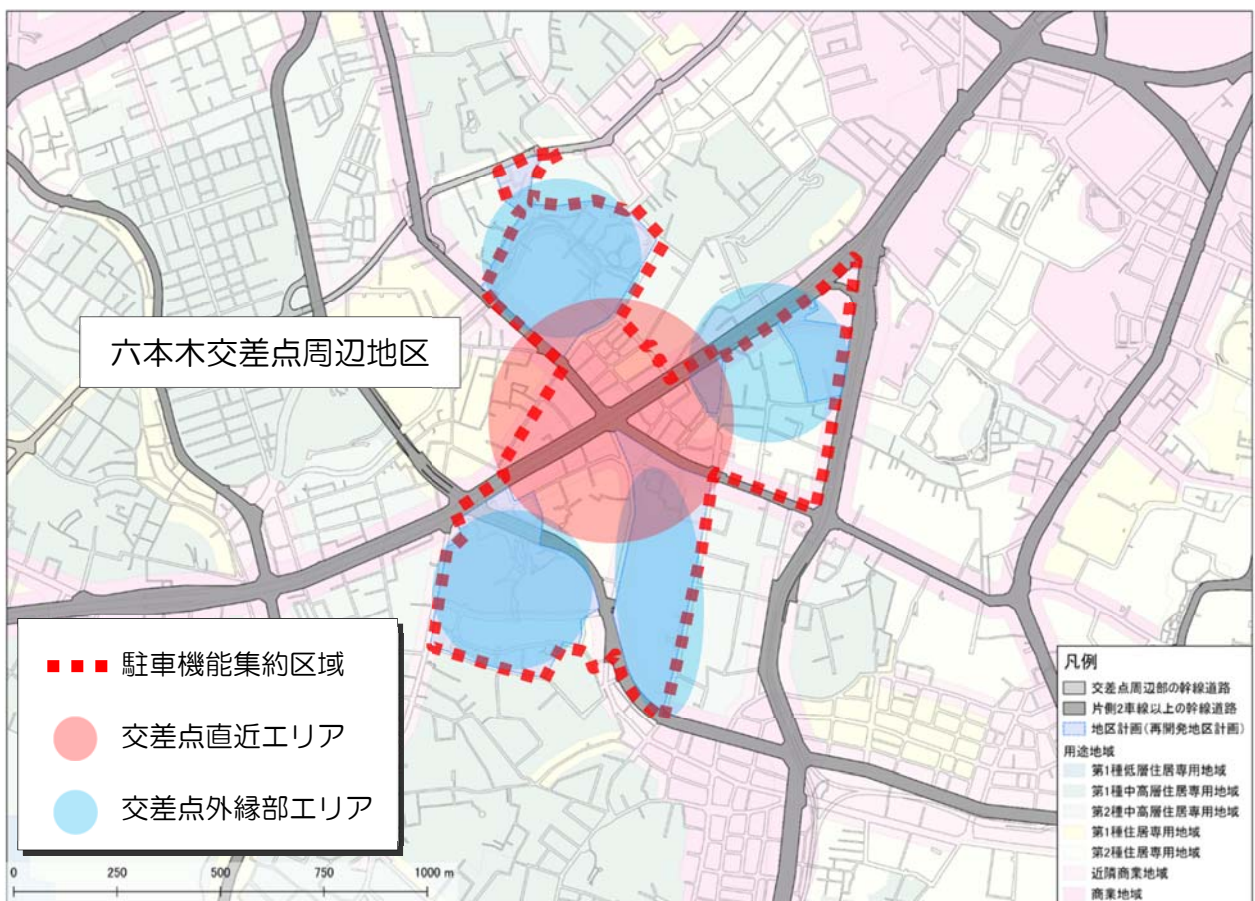 六本木交差点周辺地区
駐車機能集約区域
交差点直近エリア
交差点外縁部エリア
0 250 500 750 1000 m
凡例
交差点周辺部の幹線道路
片側2車線以上の幹線道路
地区計画(再開発地区計画)
用途地域
第1種低層住居専用地域
第1種中高層住居専用地域
第2種中高層住居専用地域
第1種住居専用地域
第2種住居専用地域
近隣商業地域
商業地域